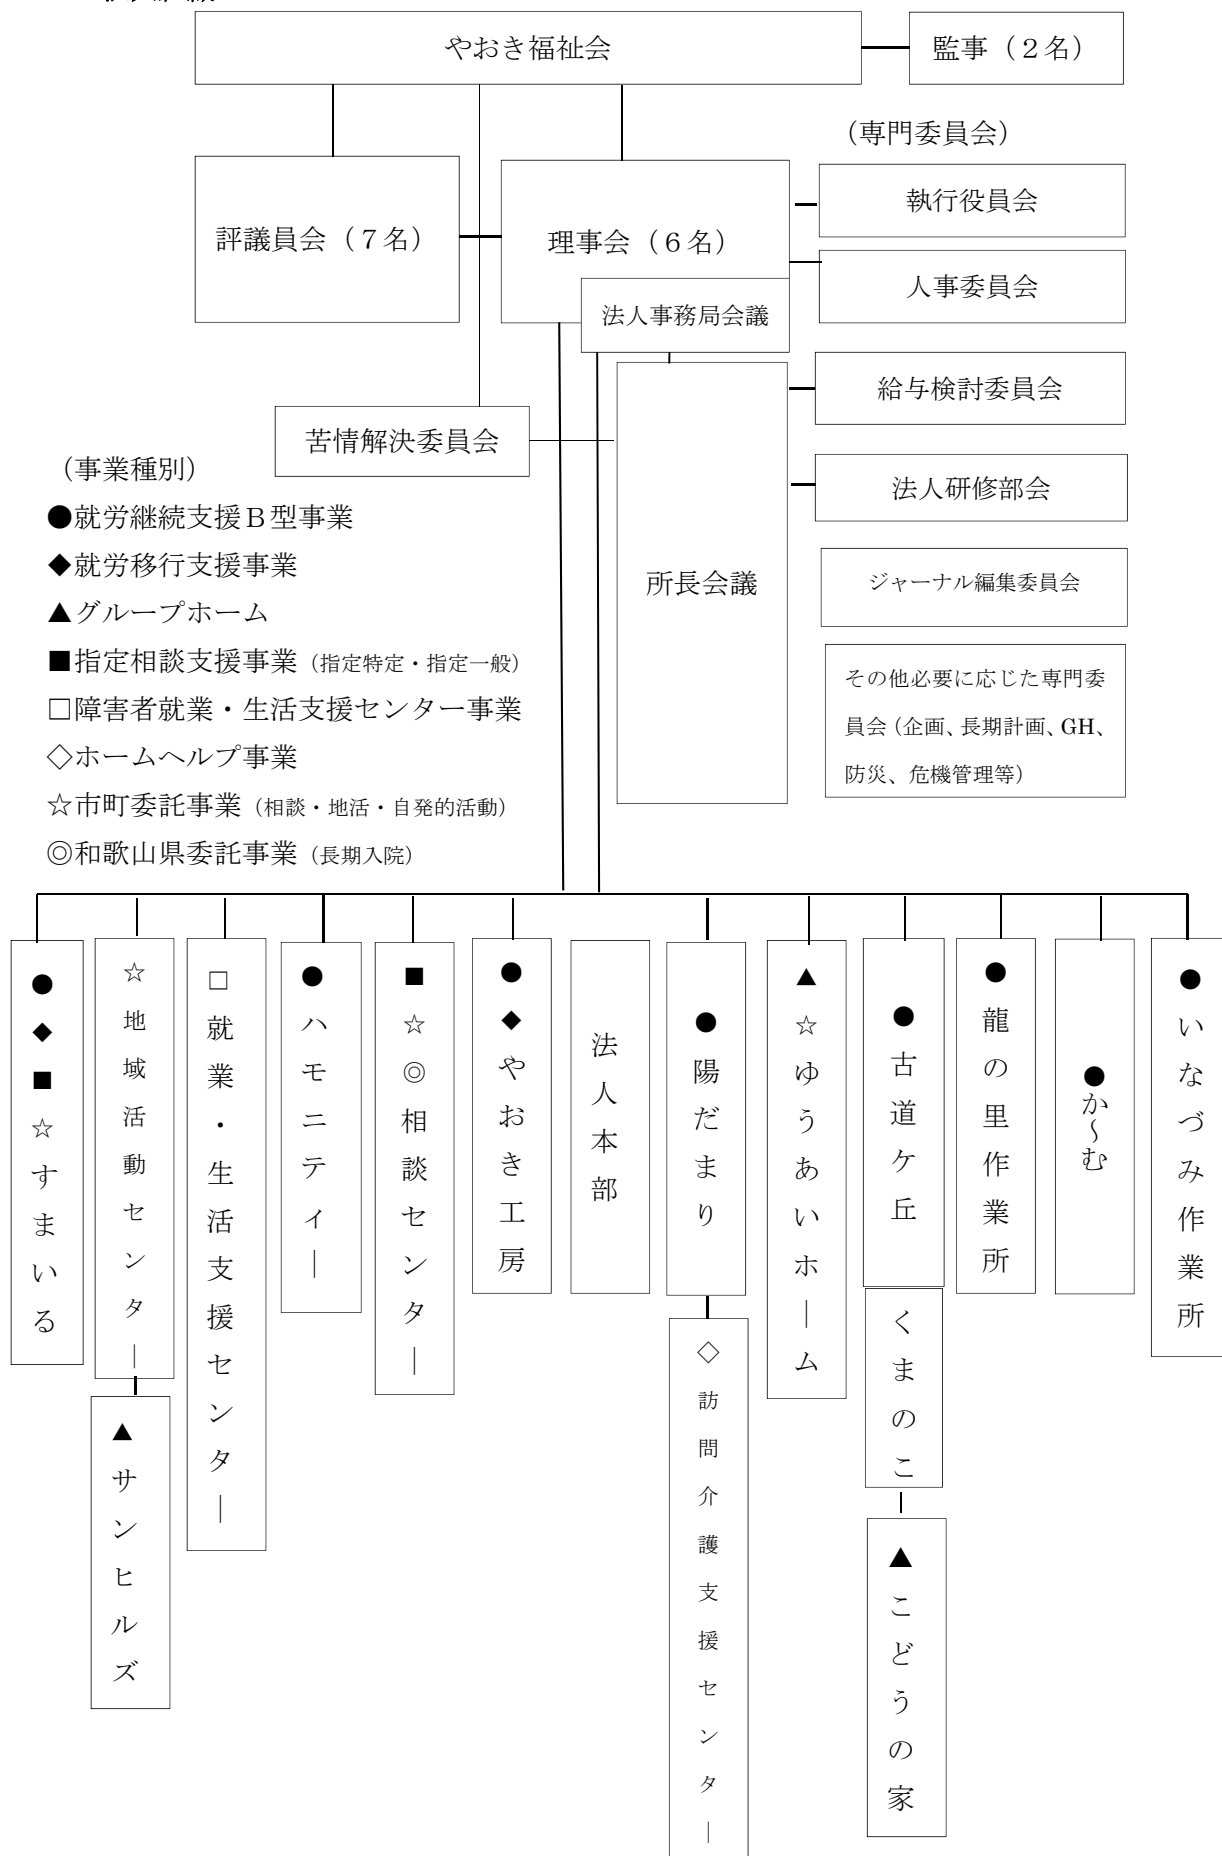 やおき福祉会
監事（２名）
（専門委員会）
評議員会（７名）
理事会（６名）
執行役員会
人事委員会
法人事務局会議
給与検討委員会
苦情解決委員会
法人研修部会
所長会議
ジャーナル編集委員会
その他必要に応じた専門委
員会（企画、長期計画、GH、
防災、危機管理等）
（事業種別）
●就労継続支援Ｂ型事業
◆就労移行支援事業
▲グループホーム
■指定相談支援事業（指定特定・指定一般）
□障害者就業・生活支援センター事業
◇ホームヘルプ事業
☆市町委託事業（相談・地活・自発的活動）
◎和歌山県委託事業（長期入院）
●◆■☆すまいる
☆地域活動センター
▲サンヒルズ
□就業・生活支援センター
●ハモニティー
■☆◎相談センター
●◆やおき工房
法人本部
●陽だまり
◇訪問介護支援センター
▲☆ゆうあいホーム
●古道ケ丘
くまのこ
▲こどうの家
●龍の里作業所
●か～む
●いなづみ作業所